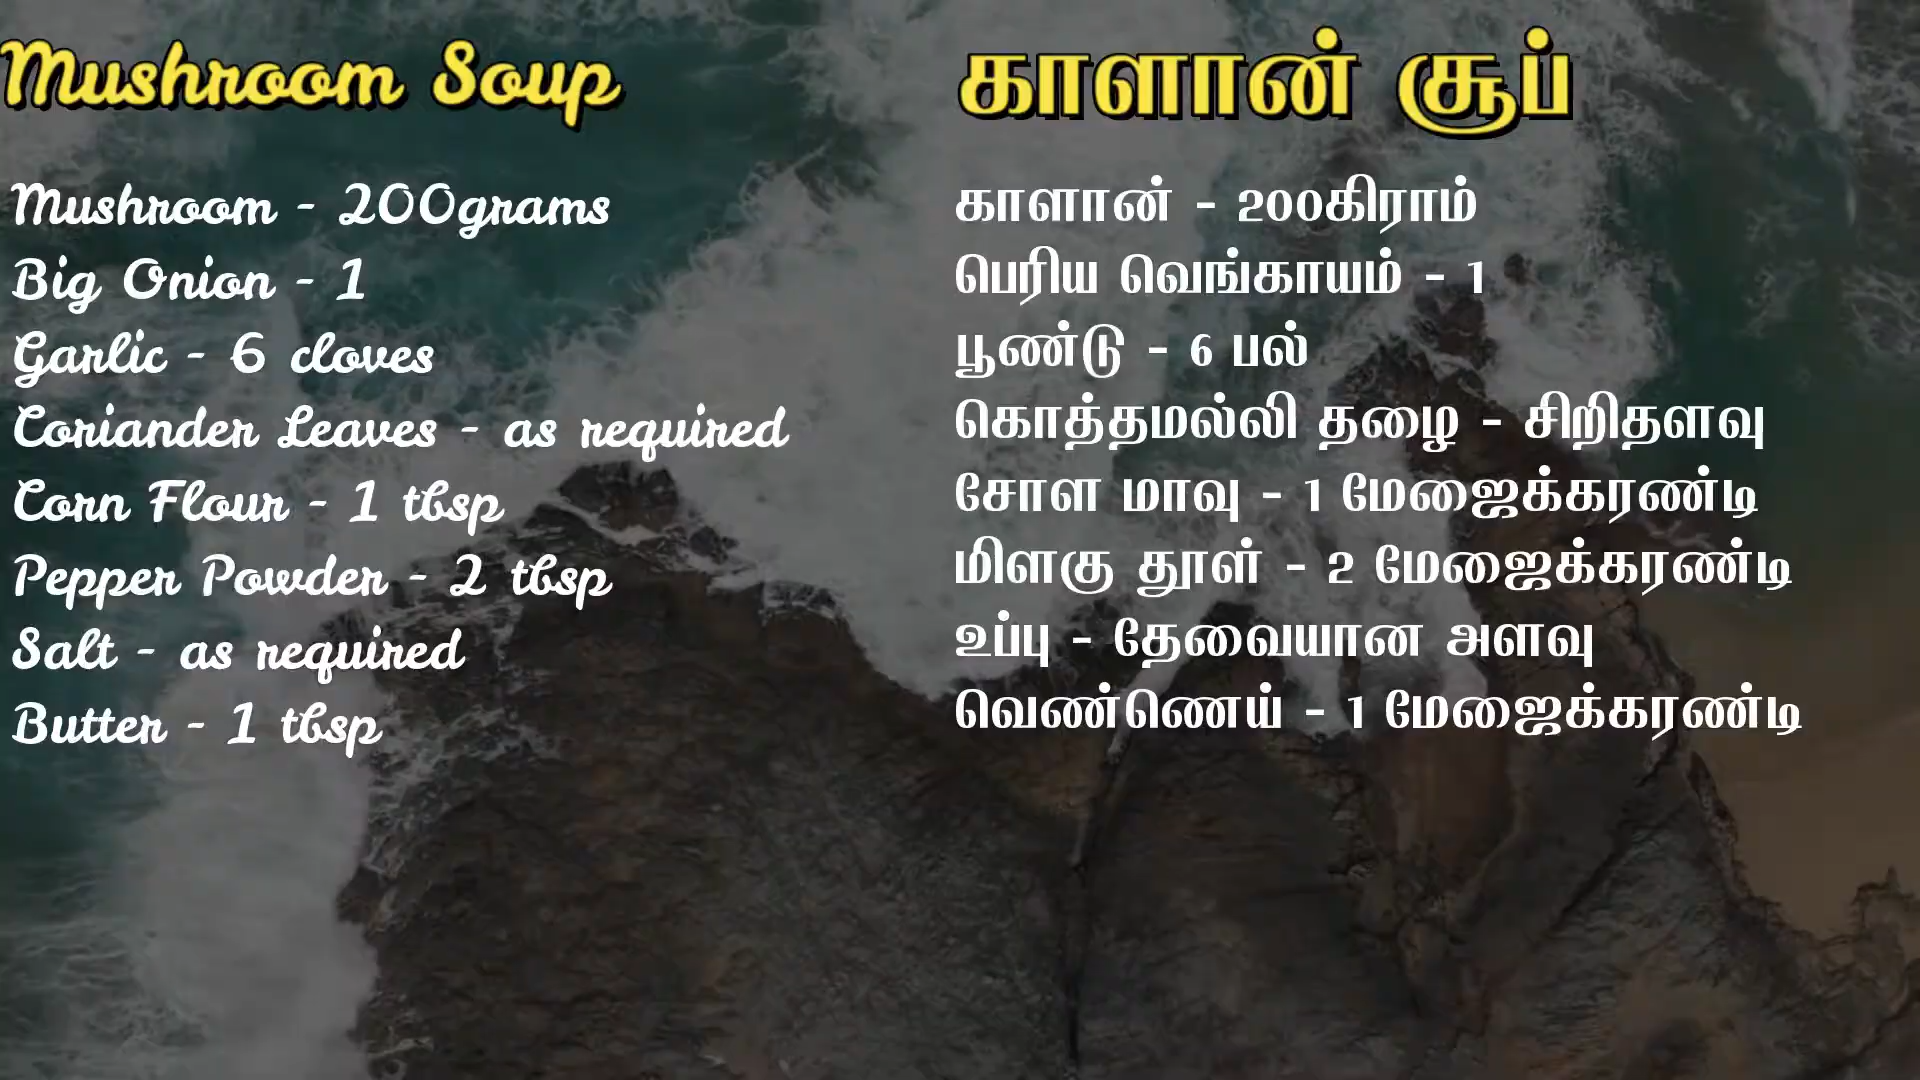 Mushroom Soup
Mushroom - 200grams
Big Onion - 1
Garlic - 6 cloves
Coriander Leaves - as required
Corn Flour - 1 tbsp
Pepper Powder - 2 tbsp
Salt - as required
Butter - 1 tbsp
காளான் சூப்
காளான் - 200கிராம்
பெரிய வெங்காயம் - 1
பூண்டு - 6 பல்
கொத்தமல்லி தழை - சிறிதளவு
சோள மாவு - 1 மேஜைக்கரண்டி
மிளகு தூள் - 2 மேஜைக்கரண்டி
உப்பு - தேவையான அளவு
வெண்ணெய் - 1 மேஜைக்கரண்டி